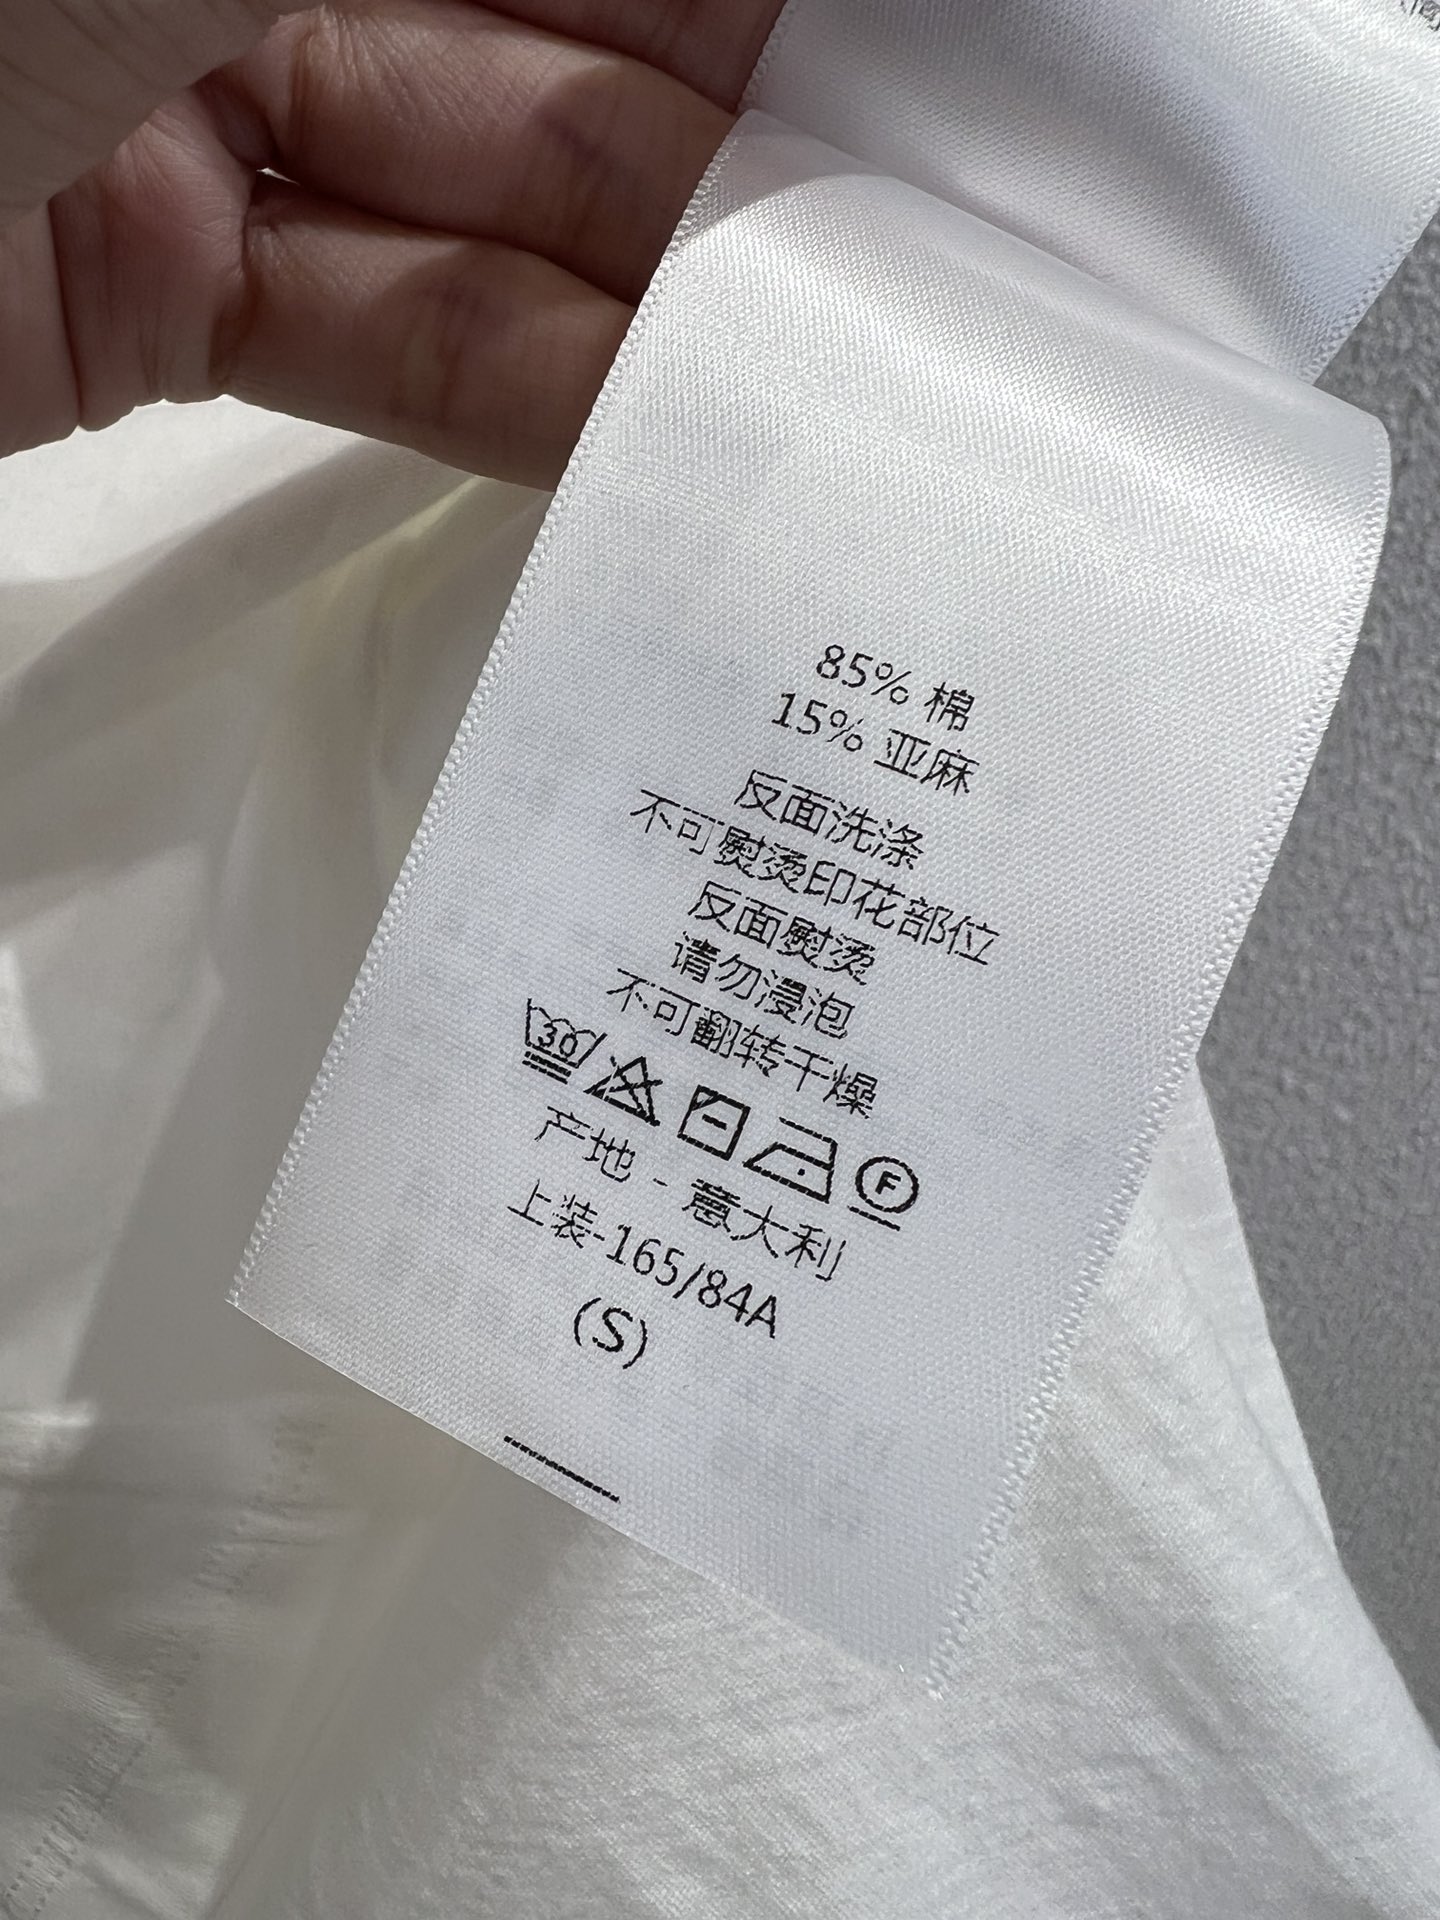 85% 棉
15% 亚麻
反面洗涤
不可熨烫印花部位
反面熨烫
请勿浸泡
不可翻转干燥
30
F
产地 - 意大利
上装-165/84A
(S)